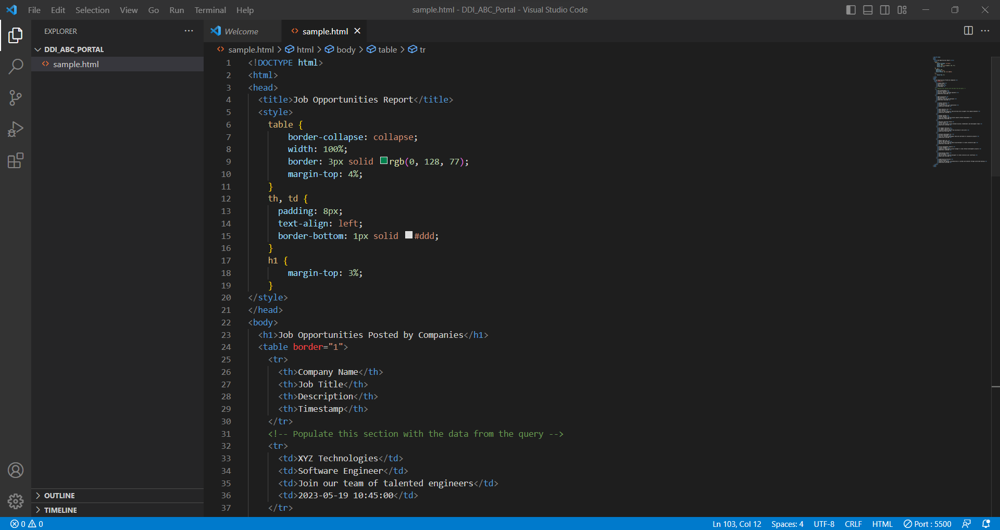 File Edit Selection View Go Run Terminal Help
sample.html - DDI_ABC_Portal - Visual Studio Code
EXPLORER
DDI_ABC_PORTAL
sample.html
OUTLINE
TIMELINE
Welcome
sample.html
sample.html > html > body > table > tr
1 <!DOCTYPE html>
2 <html>
3 <head>
4 <title>Job Opportunities Report</title>
5 <style>
6 table {
7 border-collapse: collapse;
8 width: 100%;
9 border: 3px solid rgb(0, 128, 77);
10 margin-top: 4%;
11 }
12 th, td {
13 padding: 8px;
14 text-align: left;
15 border-bottom: 1px solid #ddd;
16 }
17 h1 {
18 margin-top: 3%;
19 }
20 </style>
21 </head>
22 <body>
23 <h1>Job Opportunities Posted by Companies</h1>
24 <table border="1">
25 <tr>
26 <th>Company Name</th>
27 <th>Job Title</th>
28 <th>Description</th>
29 <th>Timestamp</th>
30 </tr>
31 <!-- Populate this section with the data from the query -->
32 <tr>
33 <td>XYZ Technologies</td>
34 <td>Software Engineer</td>
35 <td>Join our team of talented engineers</td>
36 <td>2023-05-19 10:45:00</td>
37 </tr>
0 0
Ln 103, Col 12 Spaces: 4 UTF-8 CRLF HTML Port : 5500